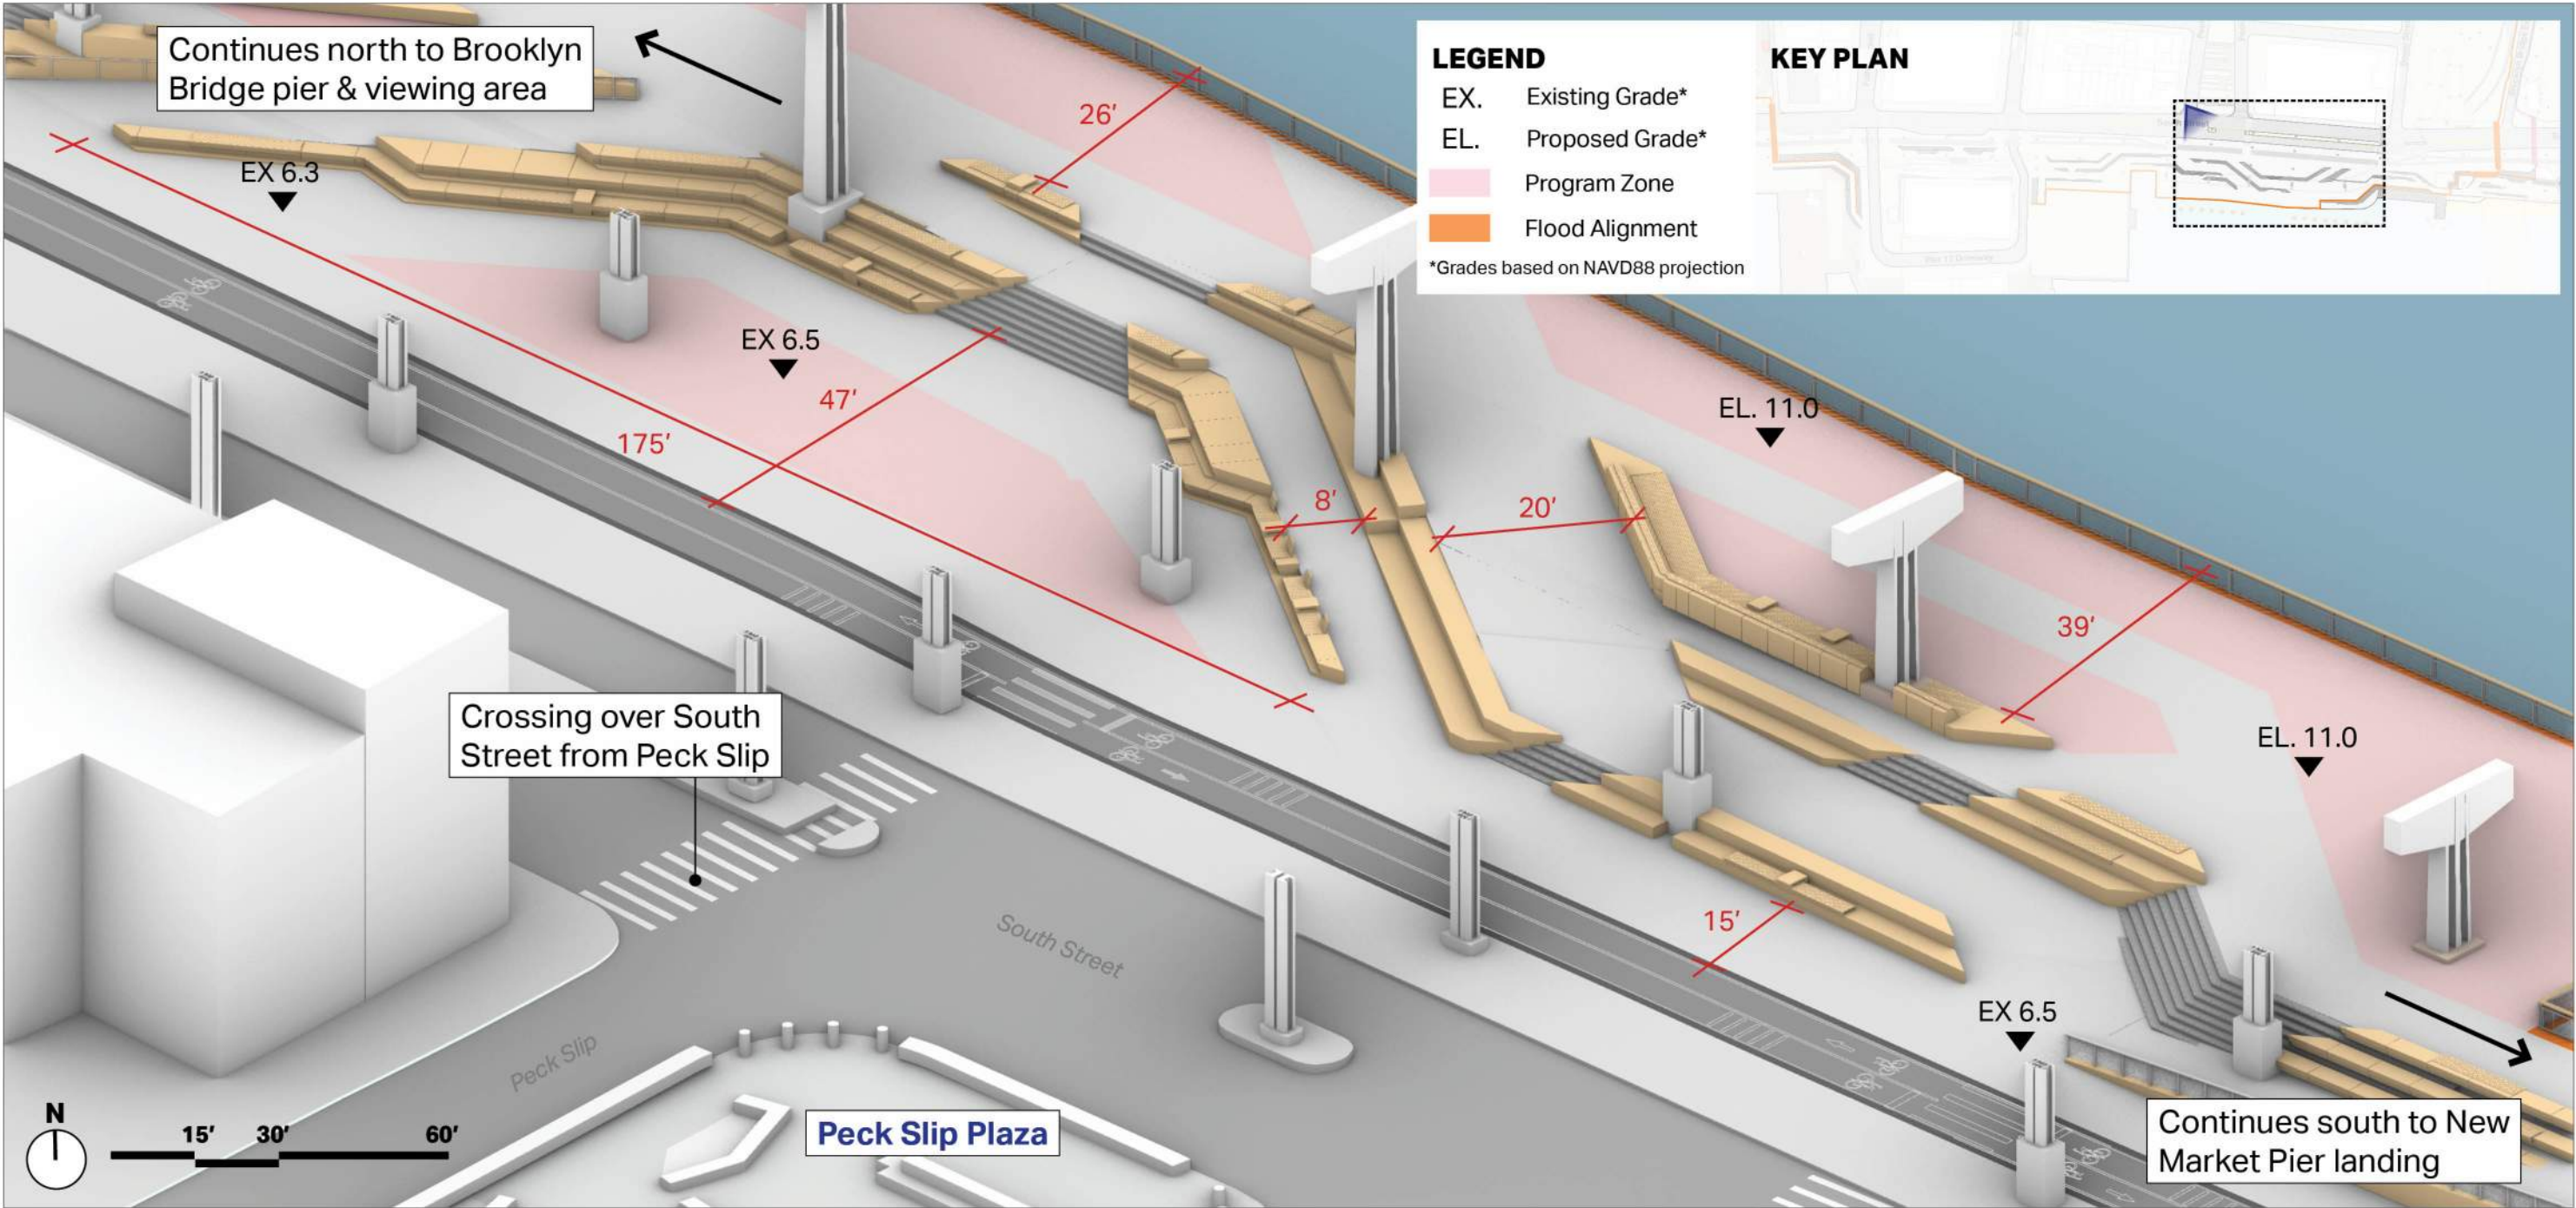 Continues north to Brooklyn
Bridge pier & viewing area
26'
EX 6.3
EX 6.5
47'
175'
8'
20'
EL. 11.0
39'
EL. 11.0
15'
EX 6.5
Crossing over South
Street from Peck Slip
South Street
Peck Slip
Peck Slip Plaza
Continues south to New
Market Pier landing
N
15' 30' 60'
LEGEND
EX. Existing Grade*
EL. Proposed Grade*
Program Zone
Flood Alignment
*Grades based on NAVD88 projection
KEY PLAN